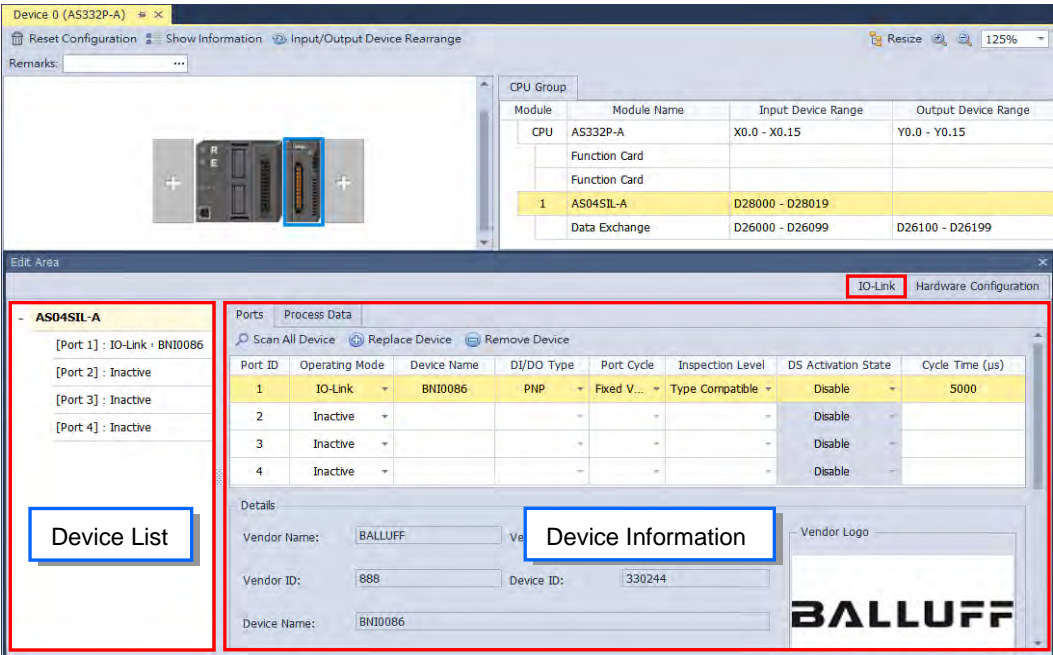 Device 0 (AS332P-A)
Reset Configuration Show Information Input/Output Device Rearrange Resize 125%
Remarks: ...
CPU Group
Module Module Name Input Device Range Output Device Range
CPU AS332P-A X0.0 - X0.15 Y0.0 - Y0.15
Function Card
Function Card
1 AS04SIL-A D28000 - D28019
Data Exchange D26000 - D26099 D26100 - D26199
R
E
Edit Area
IO-Link Hardware Configuration
- AS04SIL-A
[Port 1] : IO-Link , BNI0086
[Port 2] : Inactive
[Port 3] : Inactive
[Port 4] : Inactive
Device List
Ports Process Data
Scan All Device Replace Device Remove Device
Port ID Operating Mode Device Name DI/DO Type Port Cycle Inspection Level DS Activation State Cycle Time (µs)
1 IO-Link BNI0086 PNP Fixed V... Type Compatible Disable 5000
2 Inactive Disable
3 Inactive Disable
4 Inactive Disable
Details
Vendor Name: BALLUFF Ve
Device Information
Vendor Logo
Vendor ID: 888 Device ID: 330244
Device Name: BNI0086
BALLUFF